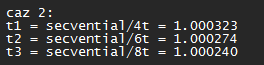 caz 2:
t1 = secvential/4t = 1.000323
t2 = secvential/6t = 1.000274
t3 = secvential/8t = 1.000240